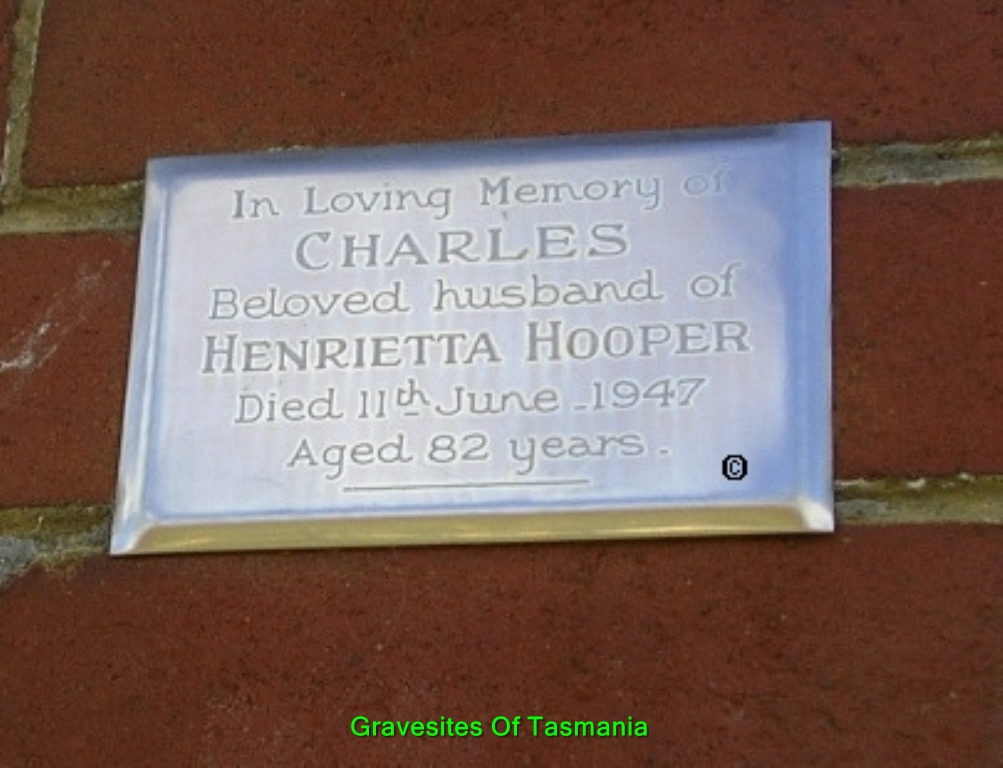 In Loving Memory of
CHARLES
Beloved husband of
HENRIETTA HOOPER
Died 11th June 1947
Aged 82 years.
©
Gravesites Of Tasmania